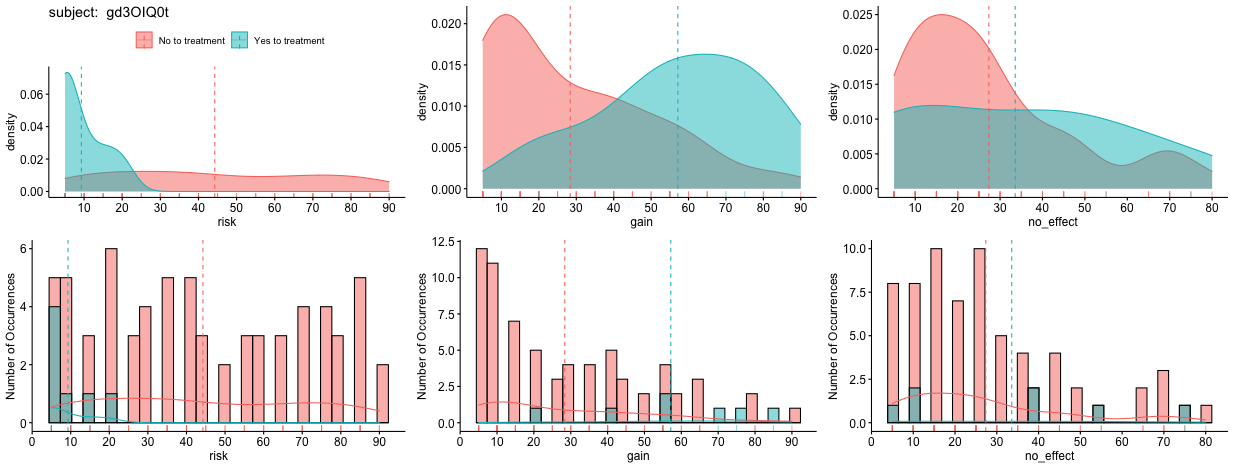 subject: gd3OIQ0t
No to treatment Yes to treatment
density
0.06
0.04
0.02
0.00
10 20 30 40 50 60 70 80 90
risk
density
0.020
0.015
0.010
0.005
0.000
10 20 30 40 50 60 70 80 90
gain
density
0.025
0.020
0.015
0.010
0.005
0.000
10 20 30 40 50 60 70 80
no_effect
Number of Occurrences
6
4
2
0
0 10 20 30 40 50 60 70 80 90
risk
Number of Occurrences
12.5
10.0
7.5
5.0
2.5
0.0
0 10 20 30 40 50 60 70 80 90
gain
Number of Occurrences
10.0
7.5
5.0
2.5
0.0
0 10 20 30 40 50 60 70 80
no_effect